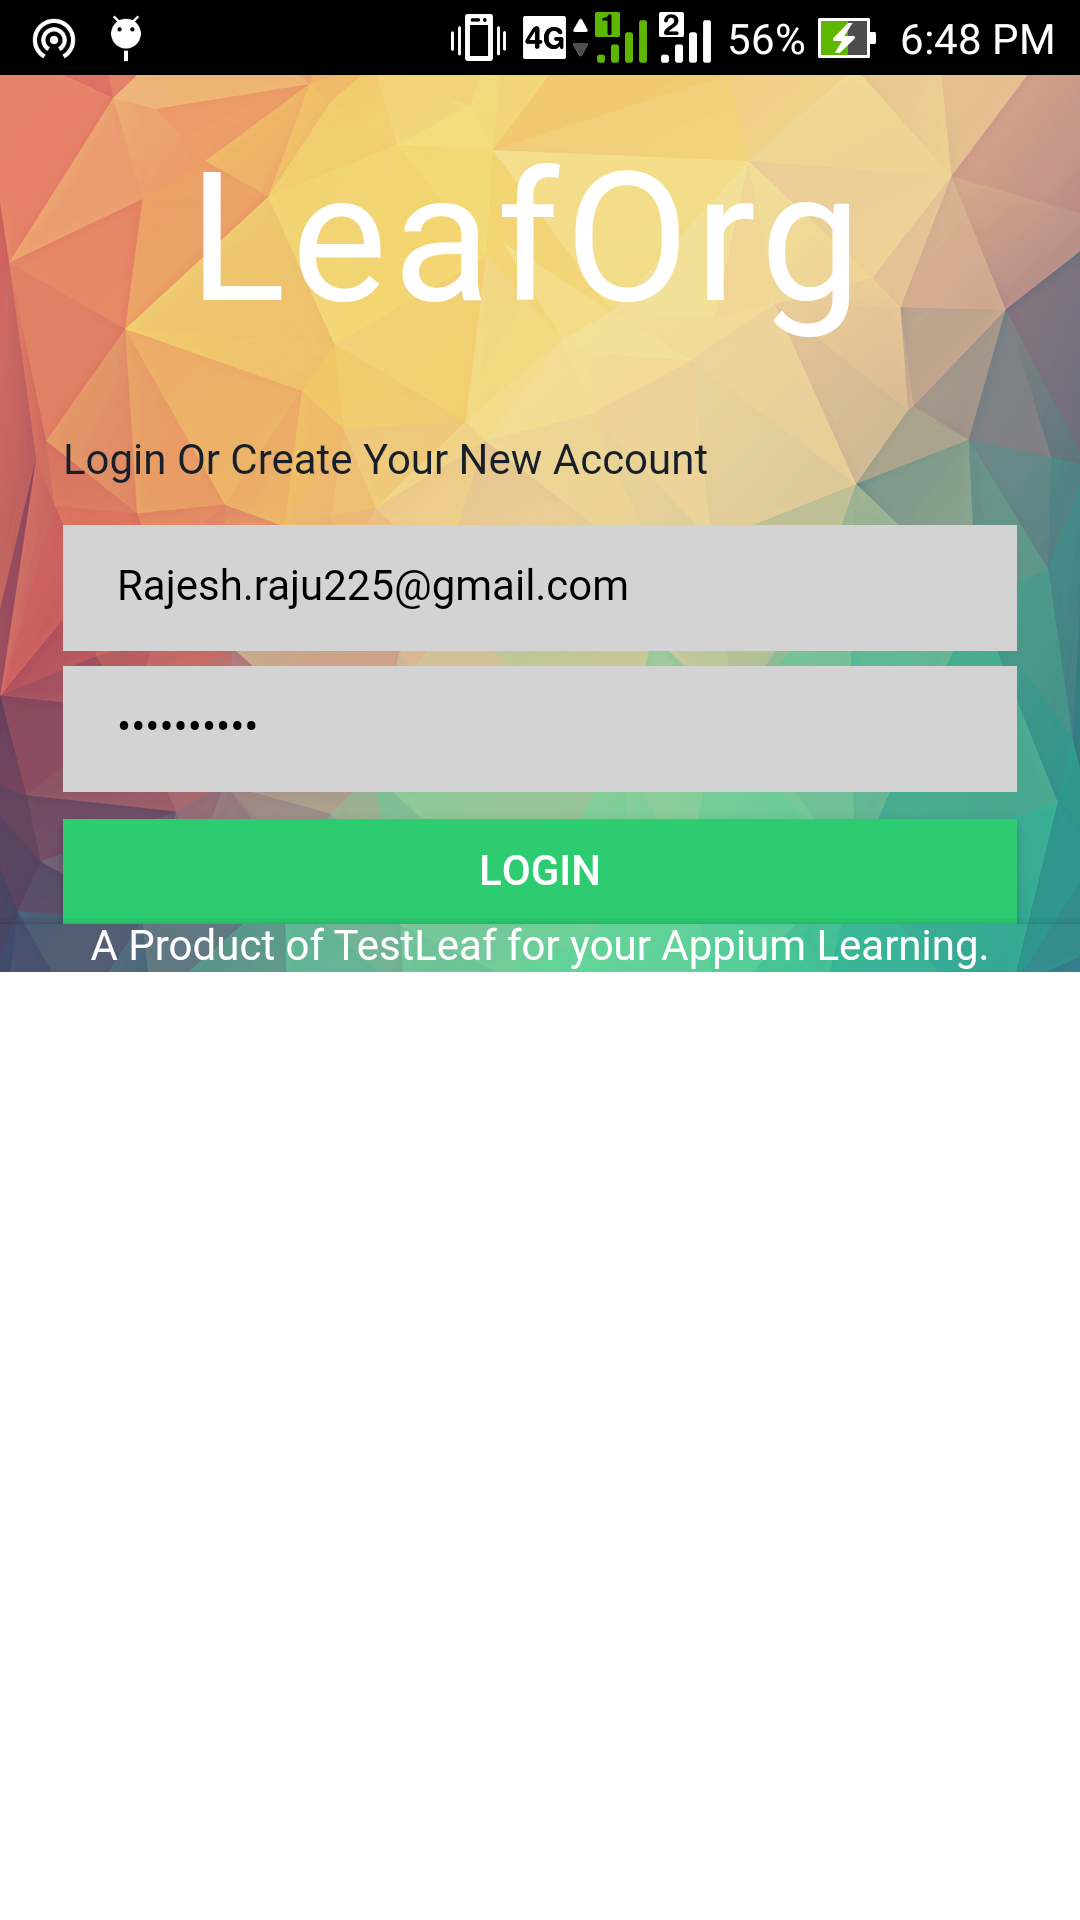 4G 1 2 56% 6:48 PM
LeafOrg
Login Or Create Your New Account
Rajesh.raju225@gmail.com
••••••••••
LOGIN
A Product of TestLeaf for your Appium Learning.